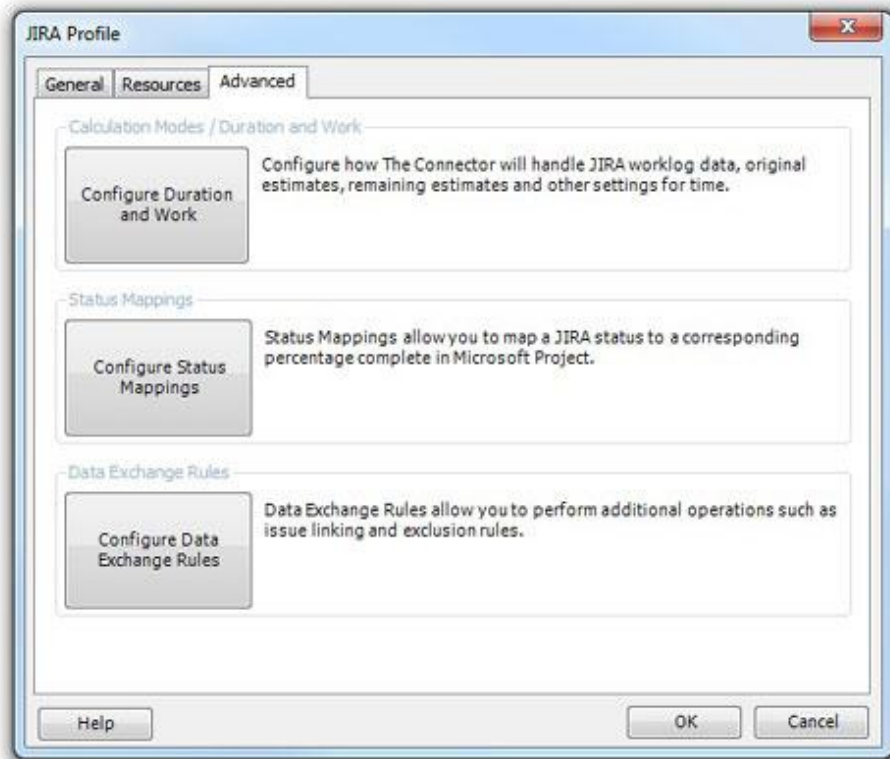 JIRA Profile
General Resources Advanced
Calculation Modes / Duration and Work
Configure Duration
and Work
Configure how The Connector will handle JIRA worklog data, original
estimates, remaining estimates and other settings for time.
Status Mappings
Configure Status
Mappings
Status Mappings allow you to map a JIRA status to a corresponding
percentage complete in Microsoft Project.
Data Exchange Rules
Configure Data
Exchange Rules
Data Exchange Rules allow you to perform additional operations such as
issue linking and exclusion rules.
Help OK Cancel